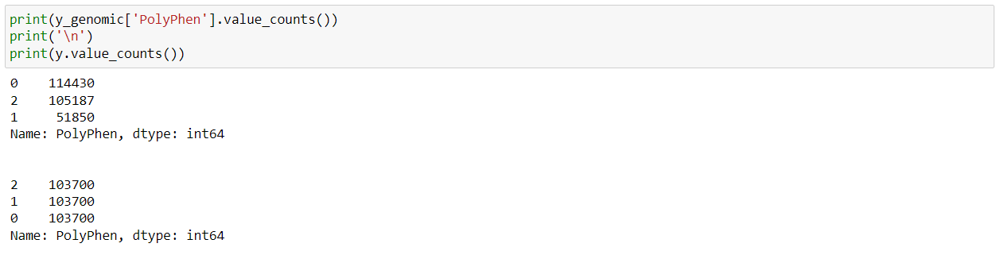 print(y_genomic['PolyPhen'].value_counts())
print('\n')
print(y.value_counts())
0    114430
2    105187
1     51850
Name: PolyPhen, dtype: int64
2    103700
1    103700
0    103700
Name: PolyPhen, dtype: int64